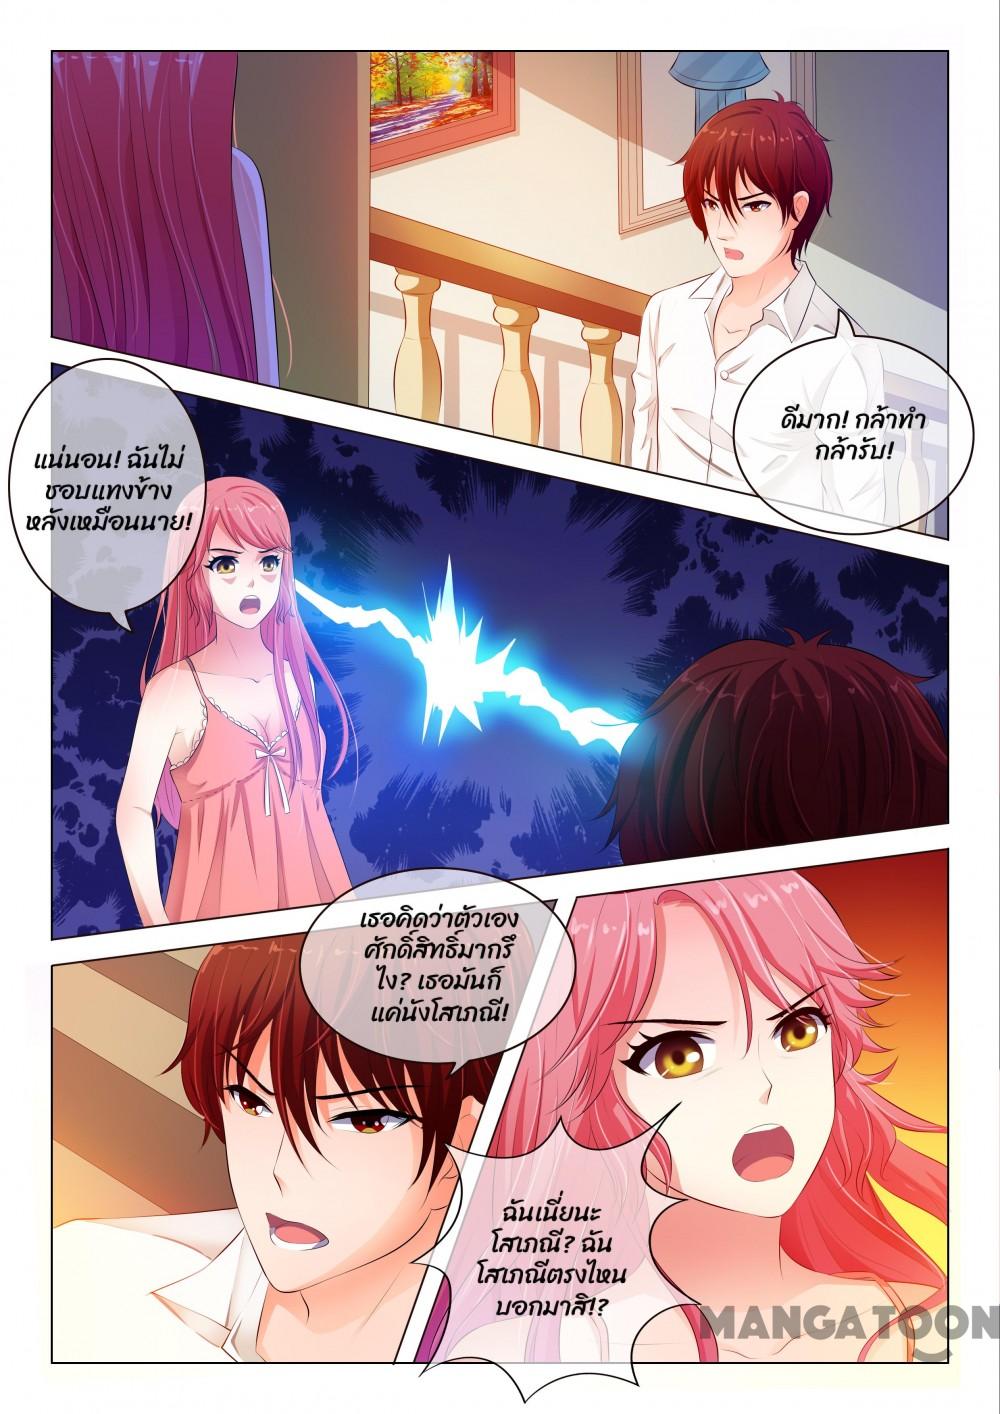 ดีมาก! กล้าทำ
กล้ารับ!
แน่นอน! ฉันไม่
ชอบแทงข้าง
หลังเหมือนนาย!
เธอคิดว่าตัวเอง
ศักดิ์สิทธิ์มากรึ
ไง? เธอมันก็
แค่นังโสเภณี!
ฉันเนี่ยนะ
โสเภณี? ฉัน
โสเภณีตรงไหน
บอกมาสิ!?
MANGATOON